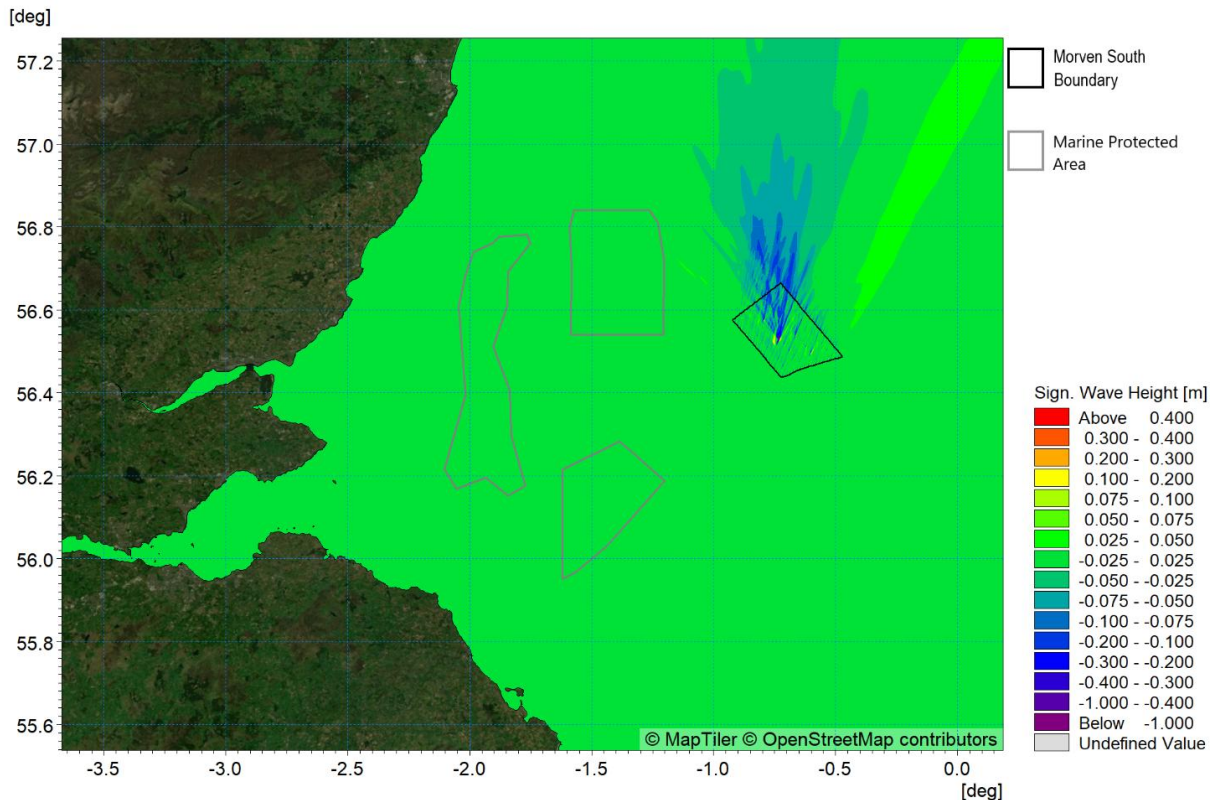 [deg]
57.2
57.0
56.8
56.6
56.4
56.2
56.0
55.8
55.6
-3.5 -3.0 -2.5 -2.0 -1.5 -1.0 -0.5 0.0
[deg]
© MapTiler © OpenStreetMap contributors
Morven South
Boundary
Marine Protected
Area
Sign. Wave Height [m]
Above 0.400
0.300 - 0.400
0.200 - 0.300
0.100 - 0.200
0.075 - 0.100
0.050 - 0.075
0.025 - 0.050
-0.025 - 0.025
-0.050 - -0.025
-0.075 - -0.050
-0.100 - -0.075
-0.200 - -0.100
-0.300 - -0.200
-0.400 - -0.300
-1.000 - -0.400
Below -1.000
Undefined Value